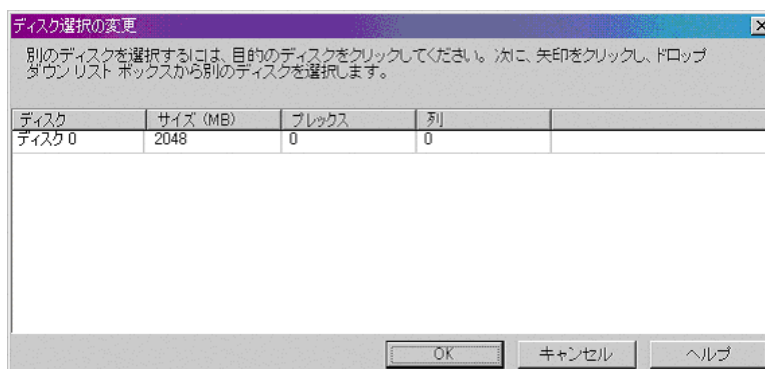 ディスク選択の変更
別のディスクを選択するには、目的のディスクをクリックしてください。次に、矢印をクリックし、ドロップ
ダウン リスト ボックスから別のディスクを選択します。
ディスク サイズ (MB) プレックス 列
ディスク 0 2048 0 0
OK キャンセル ヘルプ